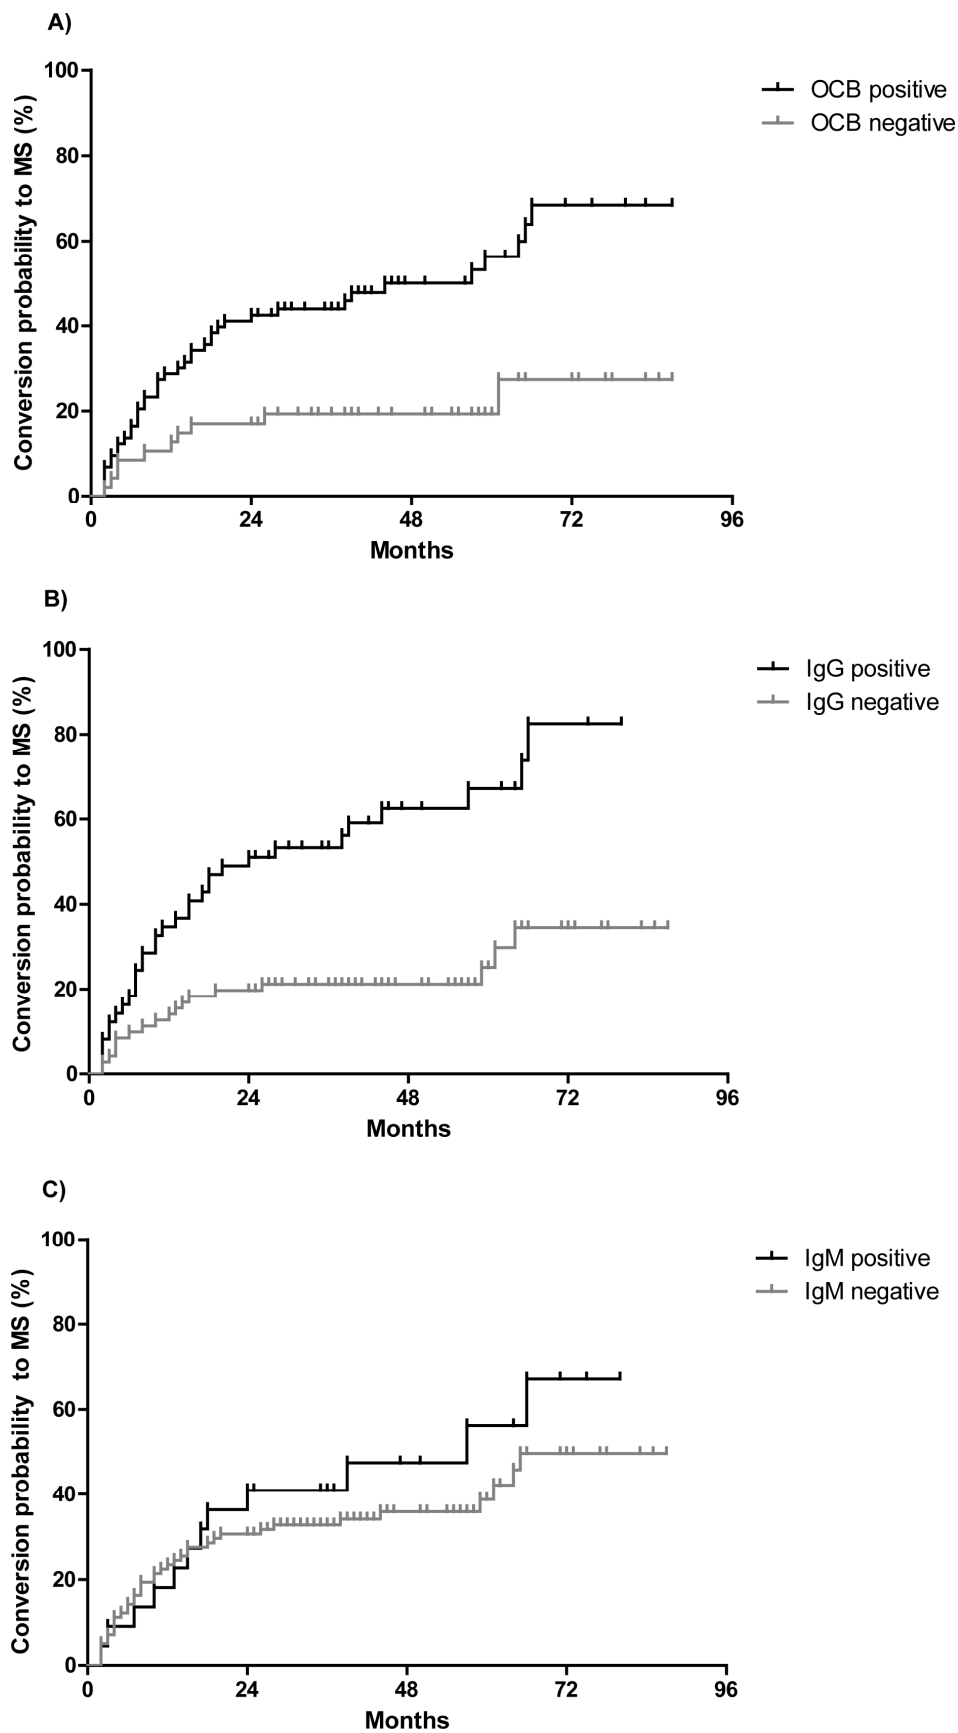 A)
Conversion probability to MS (%)
100
80
60
40
20
0
0 24 48 72 96
Months
OCB positive
OCB negative
B)
Conversion probability to MS (%)
100
80
60
40
20
0
0 24 48 72 96
Months
IgG positive
IgG negative
C)
Conversion probability to MS (%)
100
80
60
40
20
0
0 24 48 72 96
Months
IgM positive
IgM negative